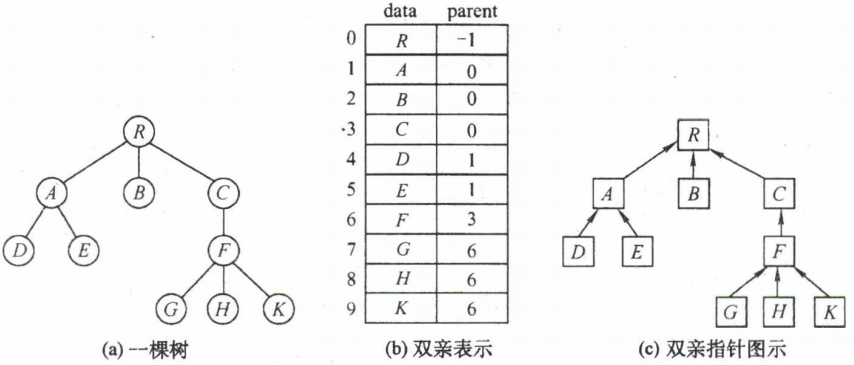 data parent
0 R -1
1 A 0
2 B 0
·3 C 0
4 D 1
5 E 1
6 F 3
7 G 6
8 H 6
9 K 6
R
A B C
D E F
G H K
R
A B C
D E F
G H K
(a) 一棵树
(b) 双亲表示
(c) 双亲指针图示